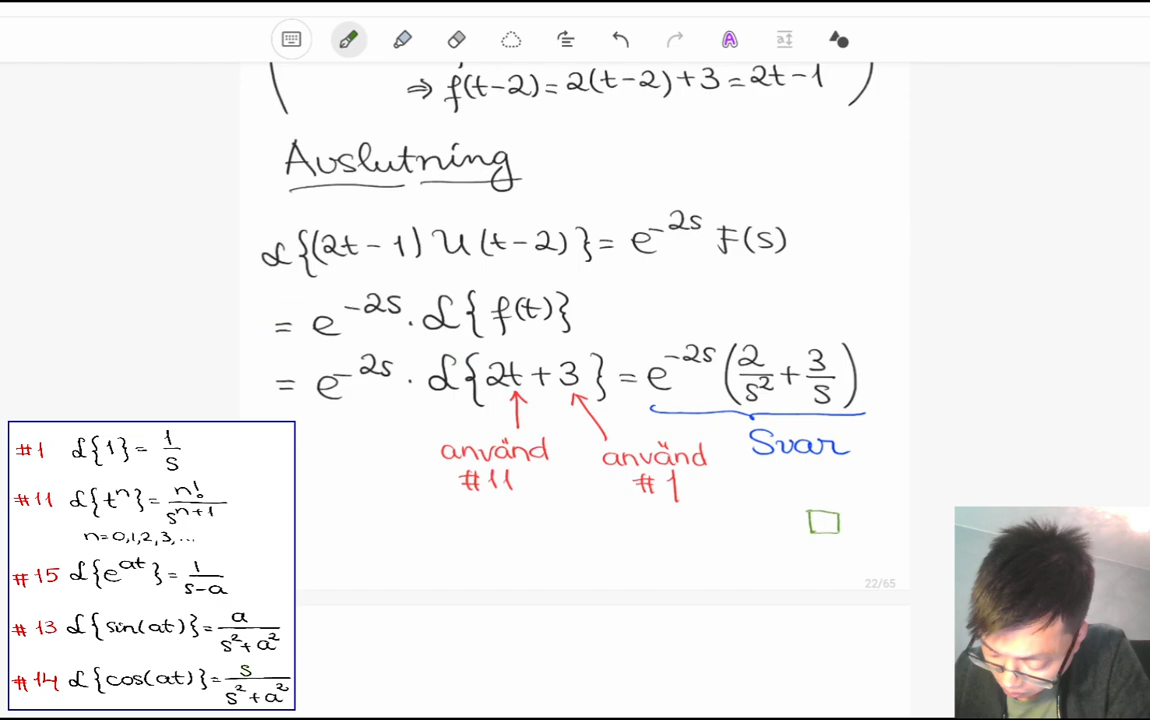 ⇒ f(t-2) = 2(t-2)+3 = 2t-1 )
Avslutning
ℒ{(2t-1) U(t-2)} = e^{-2s} F(s)
= e^{-2s} · ℒ{f(t)}
= e^{-2s} · ℒ{2t+3} = e^{-2s} (2/s² + 3/s)
använd #11
använd #1
Svar
22/65
#1 ℒ{1} = 1/s
#11 ℒ{tⁿ} = n!/s^{n+1}
n=0,1,2,3,...
#15 ℒ{e^{at}} = 1/(s-a)
#13 ℒ{sin(at)} = a/(s²+a²)
#14 ℒ{cos(at)} = s/(s²+a²)